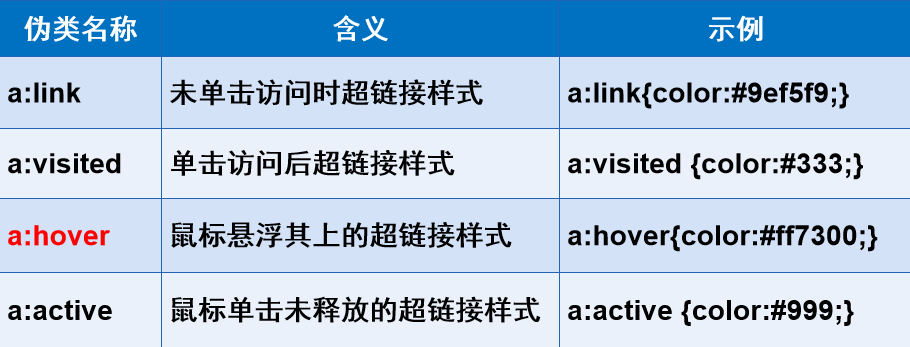 伪类名称 含义 示例
a:link 未单击访问时超链接样式 a:link{color:#9ef5f9;}
a:visited 单击访问后超链接样式 a:visited {color:#333;}
a:hover 鼠标悬浮其上的超链接样式 a:hover{color:#ff7300;}
a:active 鼠标单击未释放的超链接样式 a:active {color:#999;}